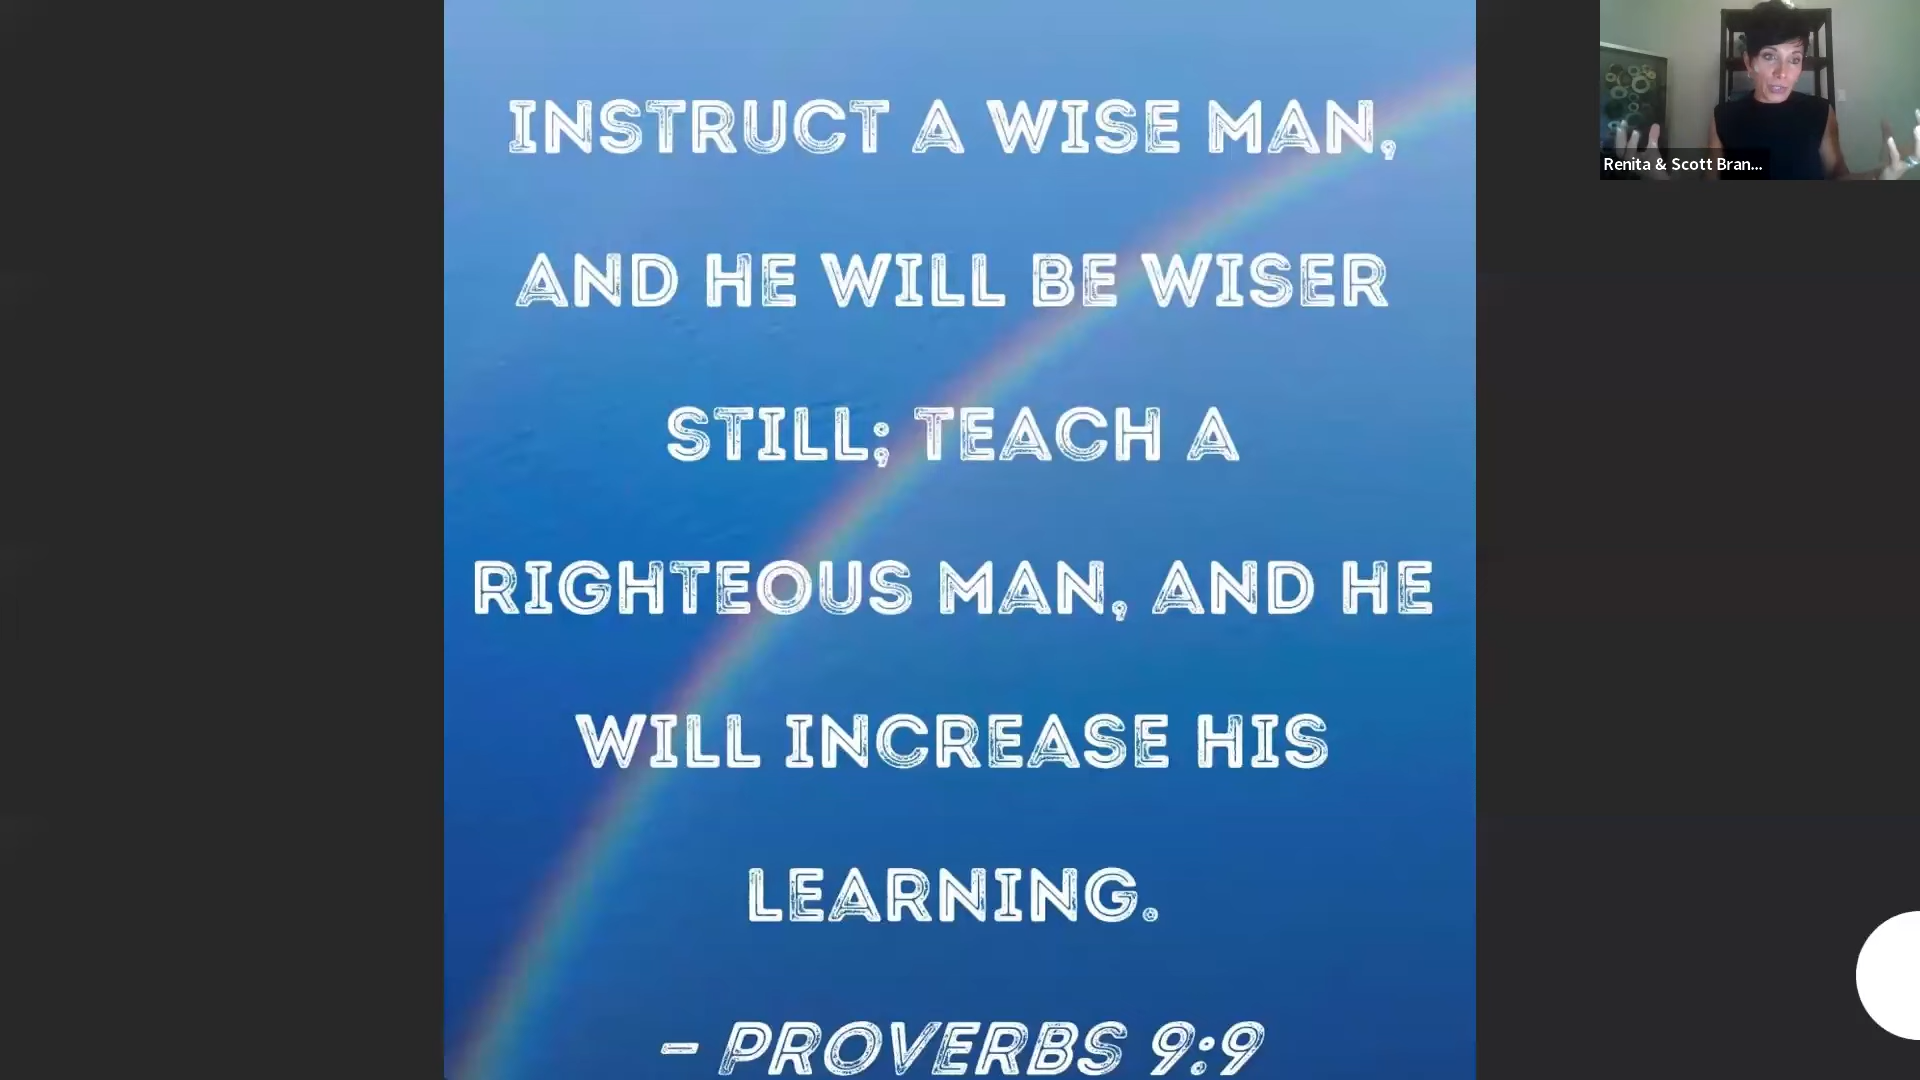 INSTRUCT A WISE MAN,
AND HE WILL BE WISER
STILL; TEACH A
RIGHTEOUS MAN, AND HE
WILL INCREASE HIS
LEARNING.
– PROVERBS 9:9
Renita & Scott Bran...